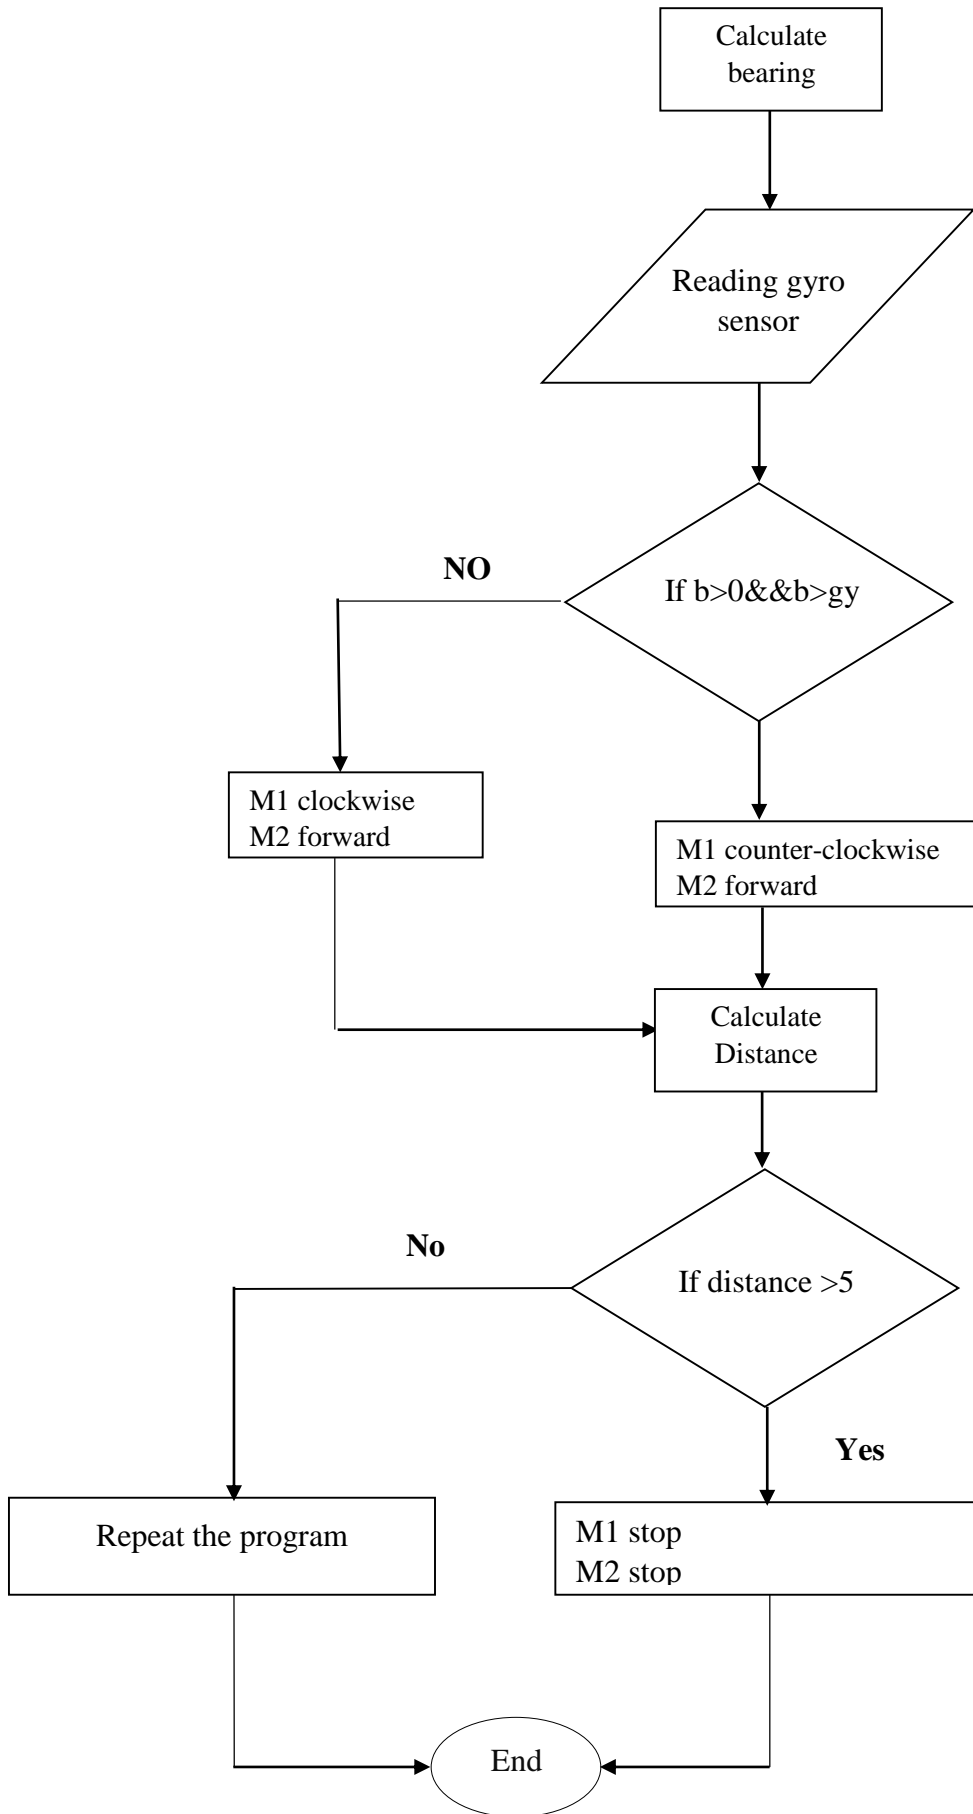 Calculate
bearing
Reading gyro
sensor
NO
If b>0&&b>gy
M1 clockwise
M2 forward
M1 counter-clockwise
M2 forward
Calculate
Distance
No
If distance >5
Yes
Repeat the program
M1 stop
M2 stop
End